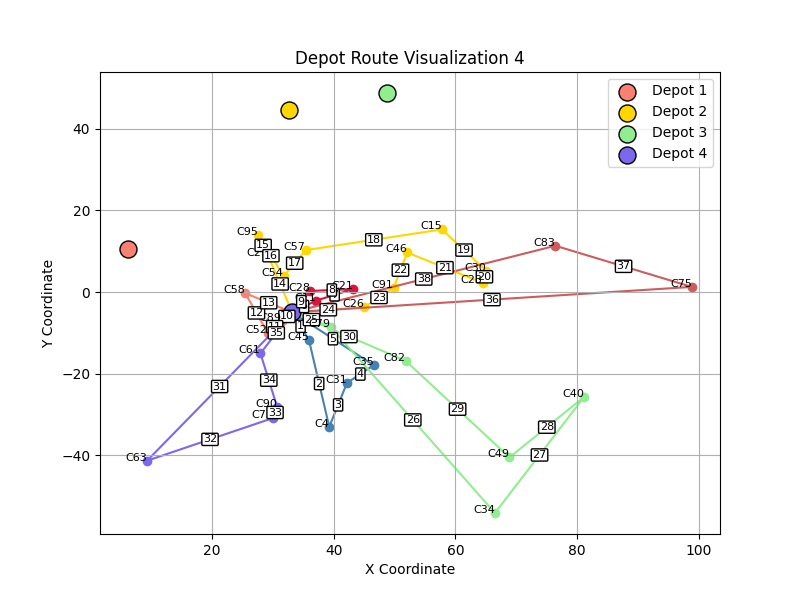 Depot Route Visualization 4
Depot 1
Depot 2
Depot 3
Depot 4
Y Coordinate
40
20
0
−20
−40
20
40
60
80
100
X Coordinate
C95
15
16
C57
17
18
C15
19
C83
C46
22
21
C30
20
37
C54
14
C28
C21
8
C91
38
C75
C58
13
9
23
36
C26
24
12
10
25
C52
35
C45
5
30
C61
C35
4
C82
31
34
2
C31
3
29
C40
C90
33
C7
C4
26
28
32
27
C63
C49
C34